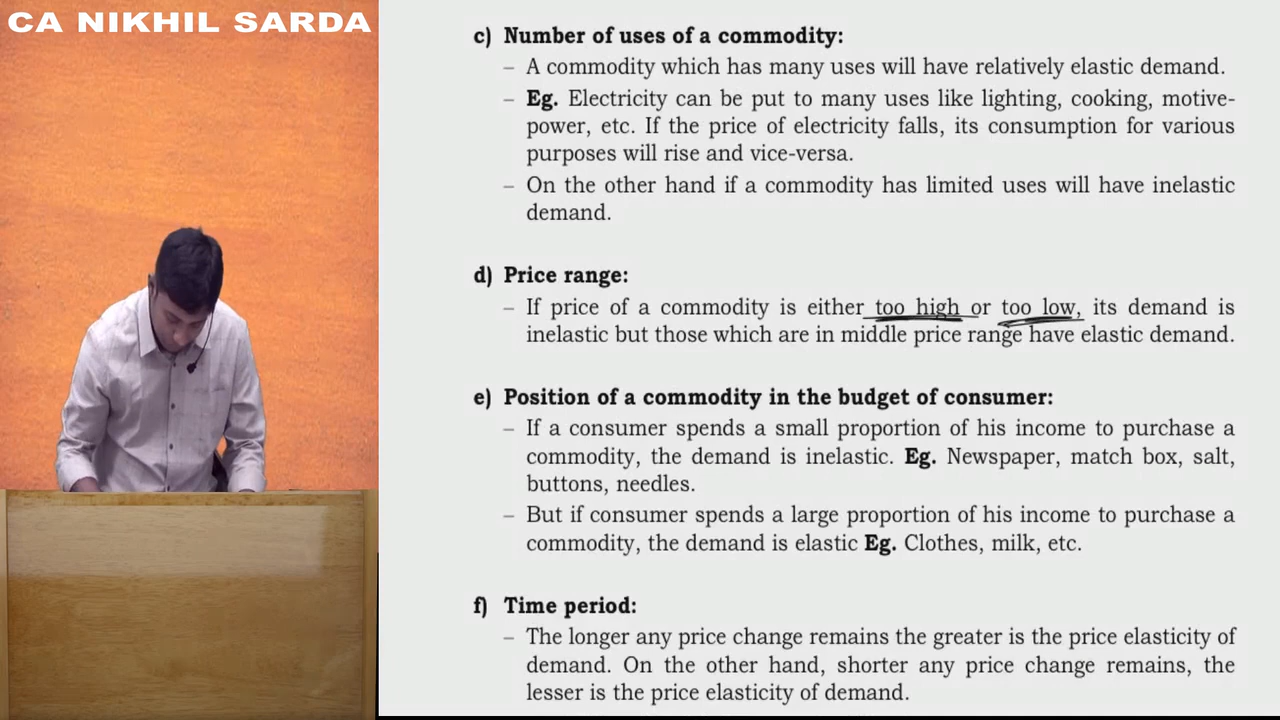 CA NIKHIL SARDA
c) Number of uses of a commodity:
– A commodity which has many uses will have relatively elastic demand.
– Eg. Electricity can be put to many uses like lighting, cooking, motive-
power, etc. If the price of electricity falls, its consumption for various
purposes will rise and vice-versa.
– On the other hand if a commodity has limited uses will have inelastic
demand.
d) Price range:
– If price of a commodity is either too high or too low, its demand is
inelastic but those which are in middle price range have elastic demand.
e) Position of a commodity in the budget of consumer:
– If a consumer spends a small proportion of his income to purchase a
commodity, the demand is inelastic. Eg. Newspaper, match box, salt,
buttons, needles.
– But if consumer spends a large proportion of his income to purchase a
commodity, the demand is elastic Eg. Clothes, milk, etc.
f) Time period:
– The longer any price change remains the greater is the price elasticity of
demand. On the other hand, shorter any price change remains, the
lesser is the price elasticity of demand.